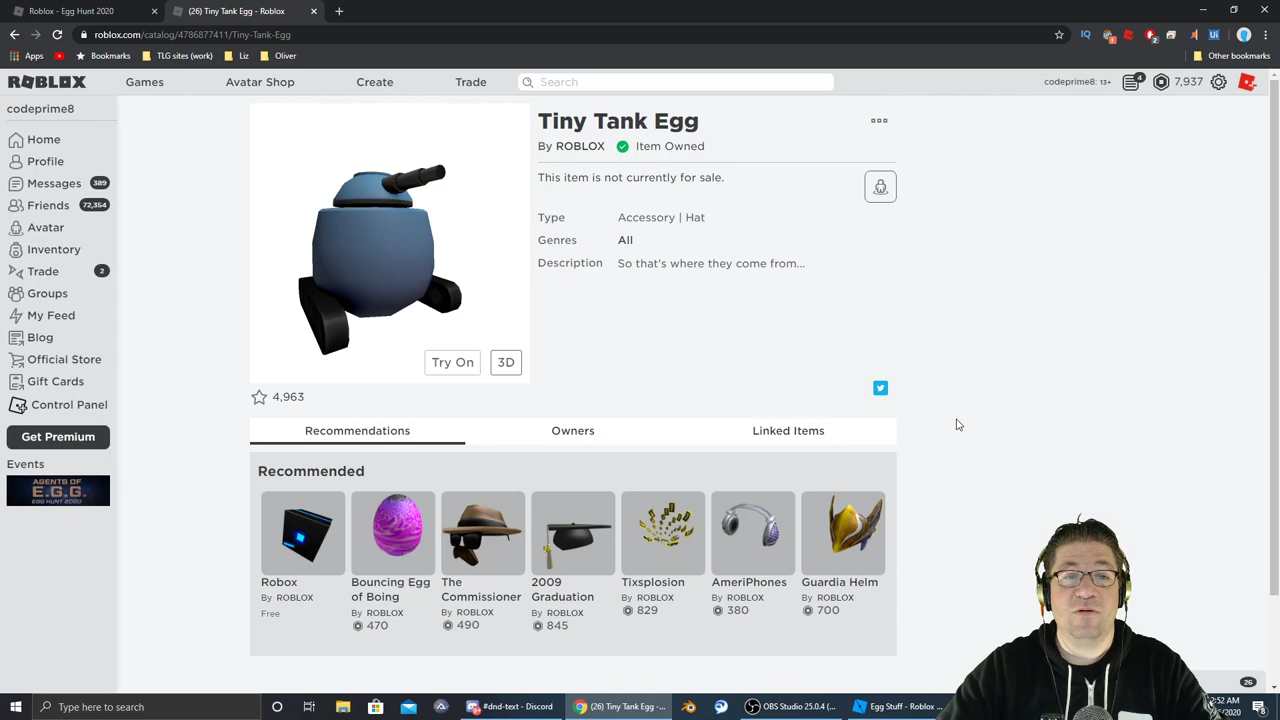 Roblox - Egg Hunt 2020
(26) Tiny Tank Egg - Roblox
roblox.com/catalog/4786877411/Tiny-Tank-Egg
Apps
Bookmarks
TLG sites (work)
Liz
Oliver
Other bookmarks
ROBLOX
Games
Avatar Shop
Create
Trade
Search
codeprime8: 13+
4
7,937
codeprime8
Home
Profile
Messages 389
Friends 72,354
Avatar
Inventory
Trade 2
Groups
My Feed
Blog
Official Store
Gift Cards
Control Panel
Get Premium
Events
AGENTS OF E.G.G.
EGG HUNT 2020
Try On
3D
4,963
Tiny Tank Egg
By ROBLOX Item Owned
This item is not currently for sale.
Type Accessory | Hat
Genres All
Description So that's where they come from...
Recommendations
Owners
Linked Items
Recommended
Robox
By ROBLOX
Free
Bouncing Egg
of Boing
By ROBLOX
470
The
Commissioner
By ROBLOX
490
2009
Graduation
By ROBLOX
845
Tixsplosion
By ROBLOX
829
AmeriPhones
By ROBLOX
380
Guardia Helm
By ROBLOX
700
26
Type here to search
#dnd-text - Discord
(26) Tiny Tank Egg -...
OBS Studio 25.0.4 (...
Egg Stuff - Roblox ...